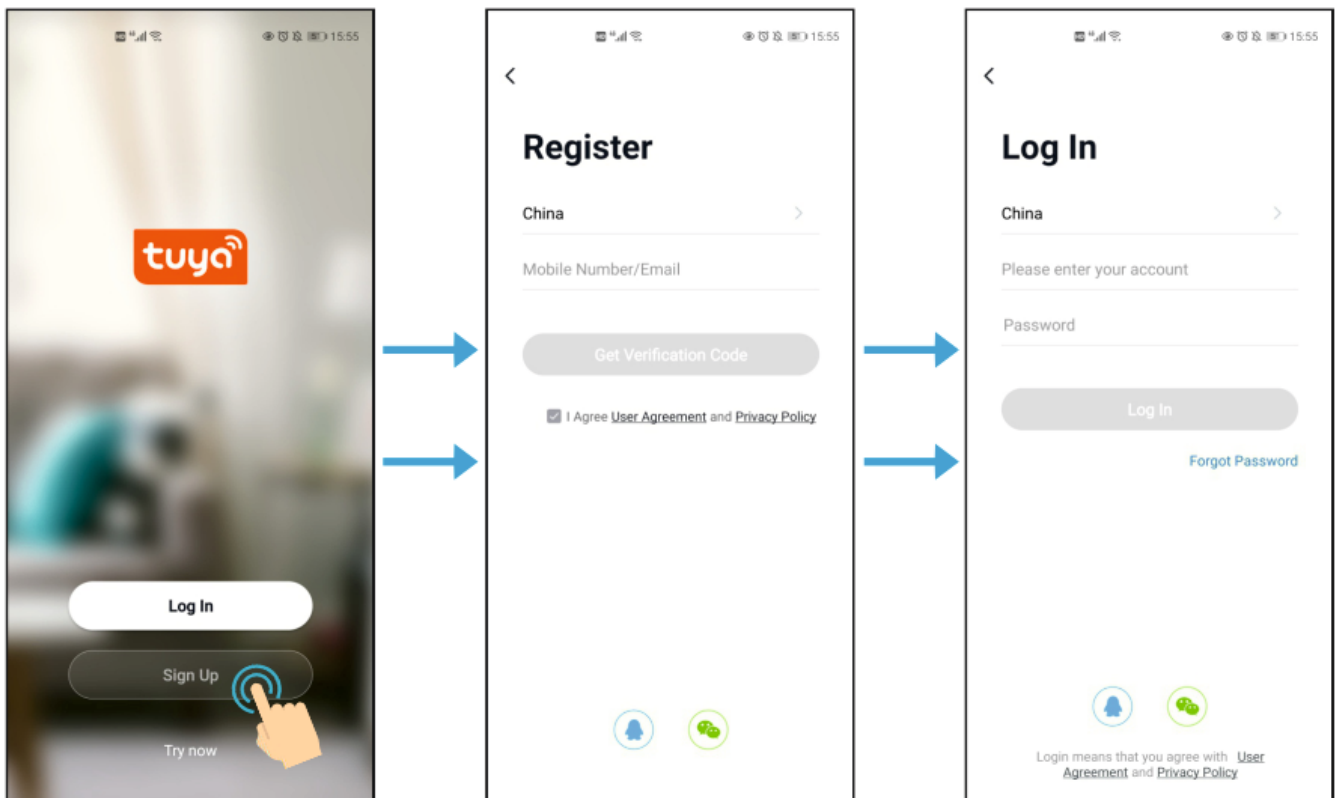 15:55
tuya
Log In
Sign Up
Try now
15:55
Register
China
Mobile Number/Email
Get Verification Code
I Agree User Agreement and Privacy Policy
15:55
Log In
China
Please enter your account
Password
Log In
Forgot Password
Login means that you agree with User
Agreement and Privacy Policy